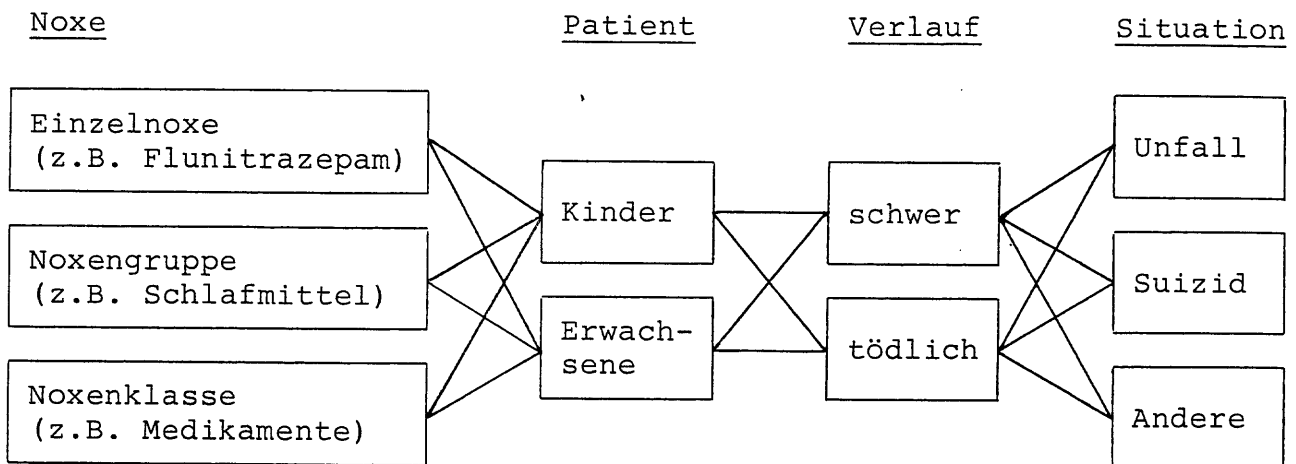 Noxe
Patient
Verlauf
Situation
Einzelnoxe
(z.B. Flunitrazepam)
Noxengruppe
(z.B. Schlafmittel)
Noxenklasse
(z.B. Medikamente)
Kinder
Erwach-
sene
schwer
tödlich
Unfall
Suizid
Andere